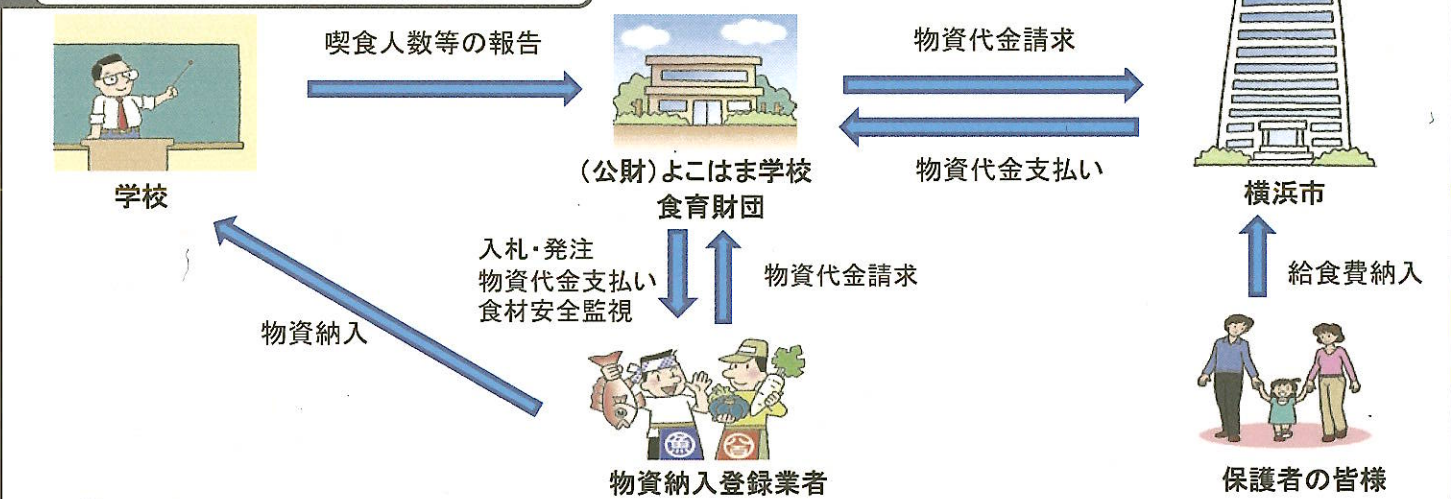 喫食人数等の報告
物資代金請求
学校
(公財)よこはま学校
食育財団
物資代金支払い
横浜市
入札・発注
物資代金支払い
食材安全監視
物資代金請求
給食費納入
物資納入
魚
物資納入登録業者
保護者の皆様